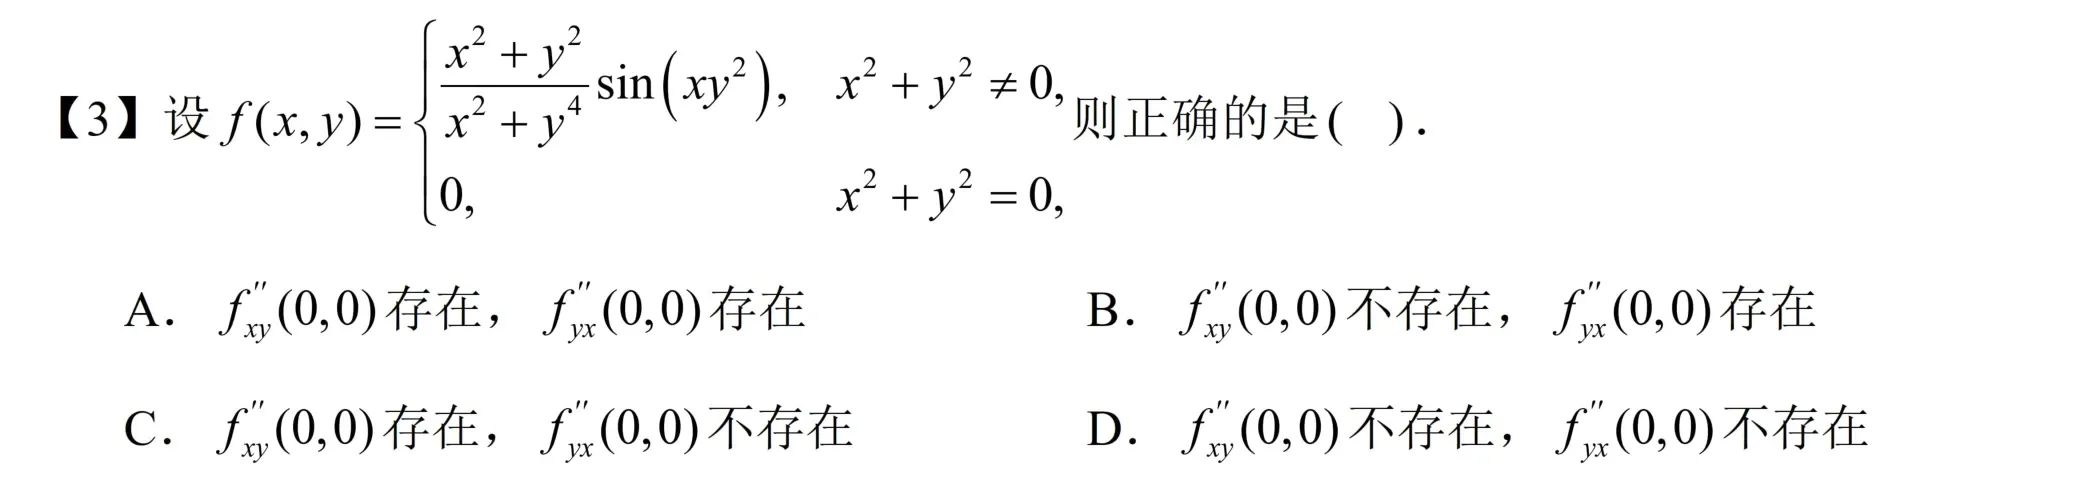 【3】设 $f(x,y)=\begin{cases}\dfrac{x^2+y^2}{x^2+y^4}\sin(xy^2), & x^2+y^2\neq 0,\\ 0, & x^2+y^2=0,\end{cases}$ 则正确的是( ).
A. $f''_{xy}(0,0)$存在，$f''_{yx}(0,0)$存在 B. $f''_{xy}(0,0)$不存在，$f''_{yx}(0,0)$存在
C. $f''_{xy}(0,0)$存在，$f''_{yx}(0,0)$不存在 D. $f''_{xy}(0,0)$不存在，$f''_{yx}(0,0)$不存在